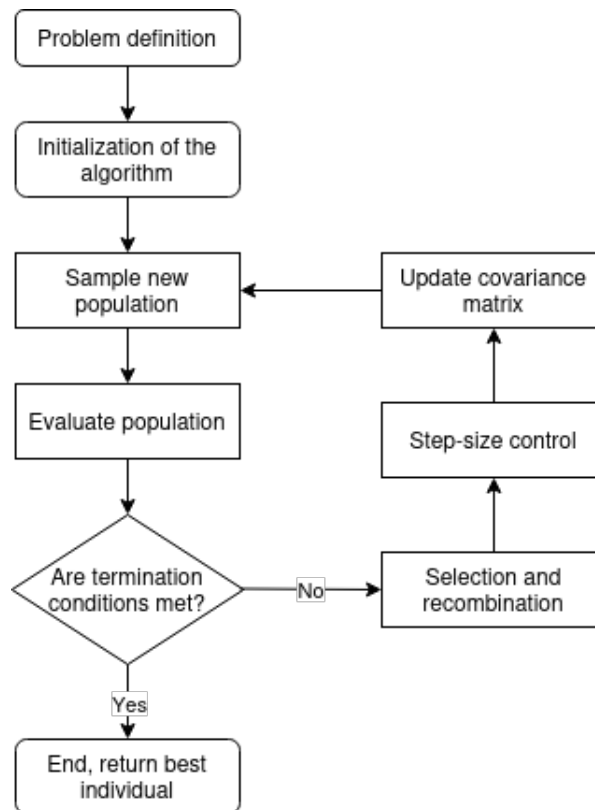 Problem definition
Initialization of the
algorithm
Sample new
population
Update covariance
matrix
Evaluate population
Step-size control
Are termination
conditions met?
No
Selection and
recombination
Yes
End, return best
individual